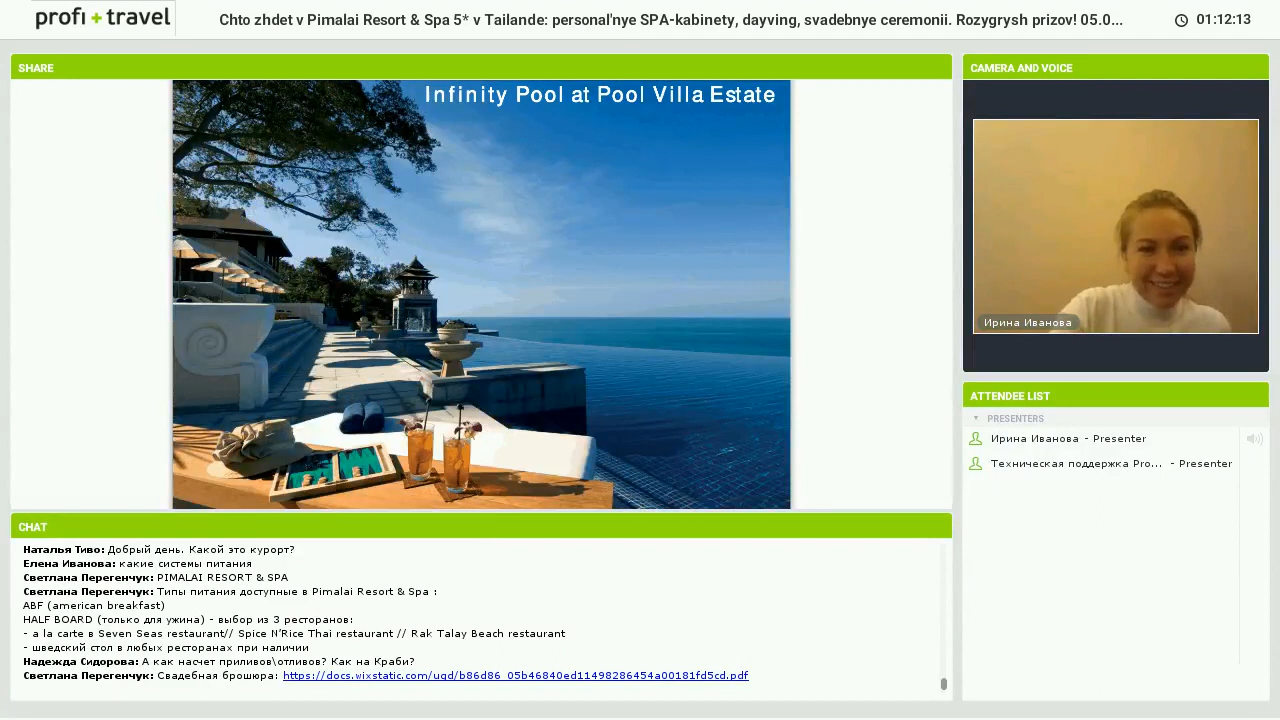 profi + travel
Chto zhdet v Pimalai Resort & Spa 5* v Tailande: personal'nye SPA-kabinety, dayving, svadebnye ceremonii. Rozygrysh prizov! 05.0...
01:12:13
SHARE
Infinity Pool at Pool Villa Estate
CAMERA AND VOICE
Ирина Иванова
ATTENDEE LIST
PRESENTERS
Ирина Иванова - Presenter
Техническая поддержка Pro... - Presenter
CHAT
Наталья Тиво: Добрый день. Какой это курорт?
Елена Иванова: какие системы питания
Светлана Перегенчук: PIMALAI RESORT & SPA
Светлана Перегенчук: Типы питания доступные в Pimalai Resort & Spa :
ABF (american breakfast)
HALF BOARD (только для ужина) - выбор из 3 ресторанов:
- a la carte в Seven Seas restaurant// Spice N'Rice Thai restaurant // Rak Talay Beach restaurant
- шведский стол в любых ресторанах при наличии
Надежда Сидорова: А как насчет приливов\отливов? Как на Краби?
Светлана Перегенчук: Свадебная брошюра: https://docs.wixstatic.com/ugd/b86d86_05b46840ed11498286454a00181fd5cd.pdf